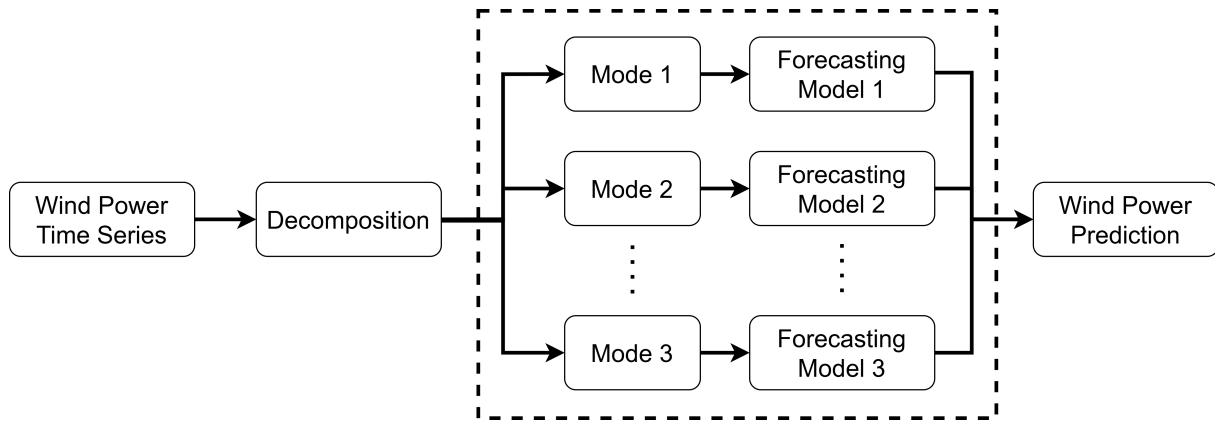 Wind Power
Time Series
Decomposition
Mode 1
Forecasting
Model 1
Mode 2
Forecasting
Model 2
Mode 3
Forecasting
Model 3
Wind Power
Prediction